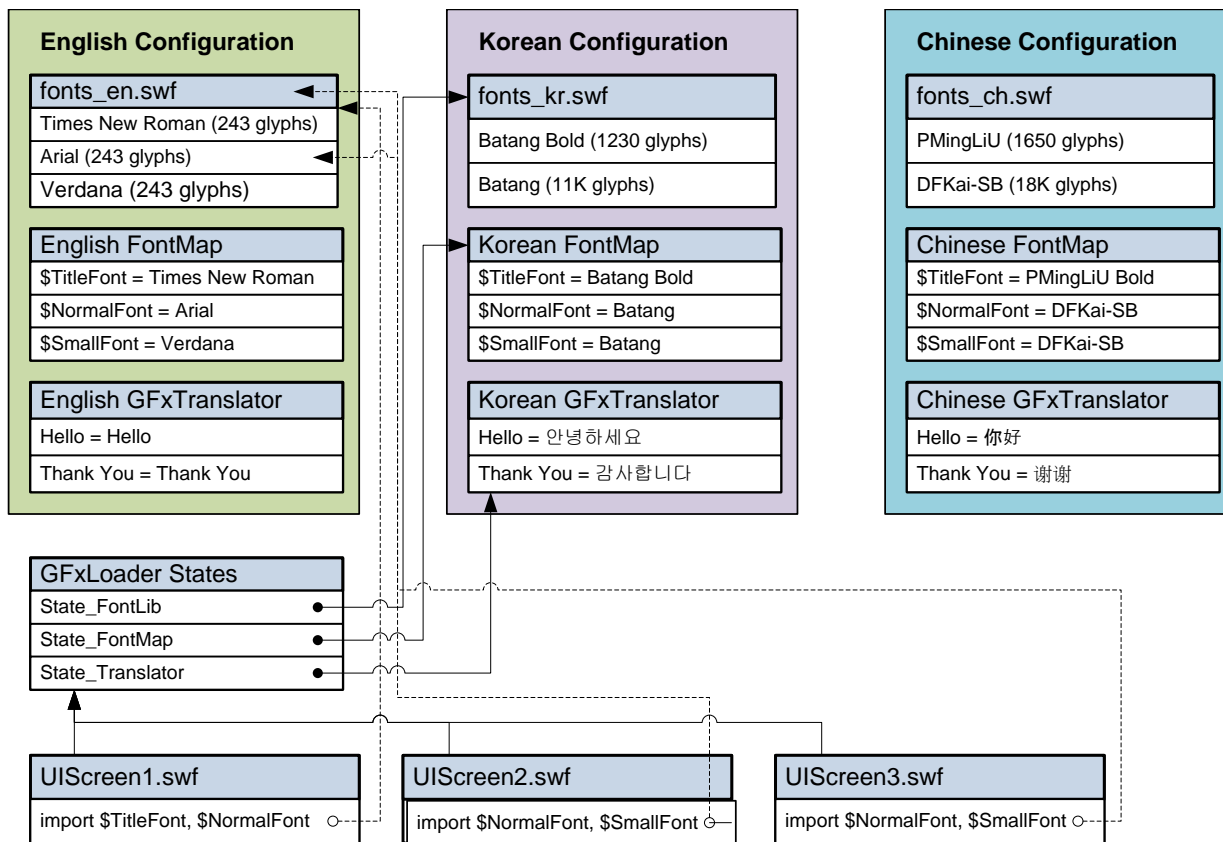 English Configuration
fonts_en.swf
Times New Roman (243 glyphs)
Arial (243 glyphs)
Verdana (243 glyphs)
English FontMap
$TitleFont = Times New Roman
$NormalFont = Arial
$SmallFont = Verdana
English GFxTranslator
Hello = Hello
Thank You = Thank You
Korean Configuration
fonts_kr.swf
Batang Bold (1230 glyphs)
Batang (11K glyphs)
Korean FontMap
$TitleFont = Batang Bold
$NormalFont = Batang
$SmallFont = Batang
Korean GFxTranslator
Hello = 안녕하세요
Thank You = 감사합니다
Chinese Configuration
fonts_ch.swf
PMingLiU (1650 glyphs)
DFKai-SB (18K glyphs)
Chinese FontMap
$TitleFont = PMingLiU Bold
$NormalFont = DFKai-SB
$SmallFont = DFKai-SB
Chinese GFxTranslator
Hello = 你好
Thank You = 谢谢
GFxLoader States
State_FontLib
State_FontMap
State_Translator
UIScreen1.swf
import $TitleFont, $NormalFont
UIScreen2.swf
import $NormalFont, $SmallFont
UIScreen3.swf
import $NormalFont, $SmallFont